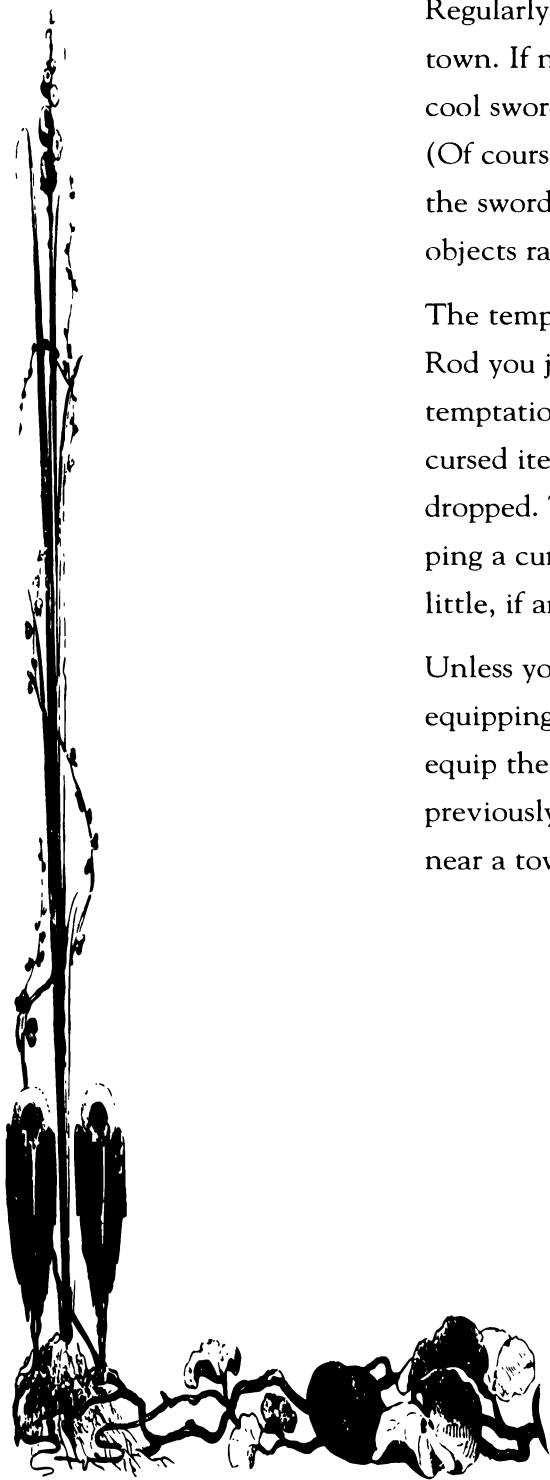 Regularly
town. If n
cool swor
(Of cours
the sword
objects ra
The temp
Rod you j
temptatio
cursed ite
dropped.
ping a cur
little, if an
Unless yo
equipping
equip the
previously
near a tow